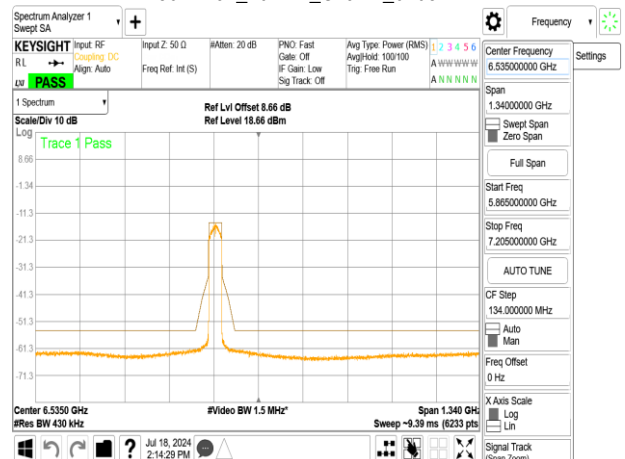 Spectrum Analyzer 1
Swept SA
Frequency
Settings
KEYSIGHT
RL
Input: RF
Coupling: DC
Align: Auto
Input Z: 50 Ω
Freq Ref: Int (S)
#Atten: 20 dB
PNO: Fast
Gate: Off
IF Gain: Low
Sig Track: Off
Avg Type: Power (RMS)
Avg|Hold: 100/100
Trig: Free Run
1 2 3 4 5 6
A W W W W W
A N N N N N
LXI PASS
1 Spectrum
Scale/Div 10 dB
Ref Lvl Offset 8.66 dB
Ref Level 18.66 dBm
Log
Trace 1 Pass
8.66
-1.34
-11.3
-21.3
-31.3
-41.3
-51.3
-61.3
-71.3
Center 6.5350 GHz
#Video BW 1.5 MHz*
Span 1.340 GHz
#Res BW 430 kHz
Sweep ~9.39 ms (6233 pts)
Jul 18, 2024
2:14:29 PM
Center Frequency
6.535000000 GHz
Span
1.34000000 GHz
Swept Span
Zero Span
Full Span
Start Freq
5.865000000 GHz
Stop Freq
7.205000000 GHz
AUTO TUNE
CF Step
134.000000 MHz
Auto
Man
Freq Offset
0 Hz
X Axis Scale
Log
Lin
Signal Track
(Span Zoom)